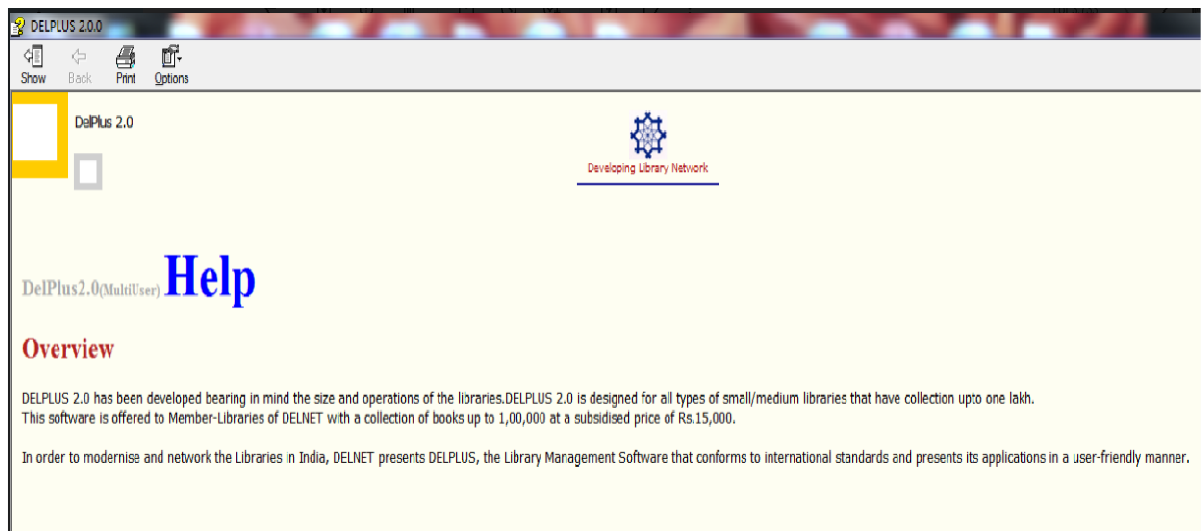 DELPLUS 2.0.0
Show Back Print Options
DelPlus 2.0
Developing Library Network
DelPlus2.0(MultiUser) Help
Overview
DELPLUS 2.0 has been developed bearing in mind the size and operations of the libraries.DELPLUS 2.0 is designed for all types of small/medium libraries that have collection upto one lakh.
This software is offered to Member-Libraries of DELNET with a collection of books up to 1,00,000 at a subsidised price of Rs.15,000.
In order to modernise and network the Libraries in India, DELNET presents DELPLUS, the Library Management Software that conforms to international standards and presents its applications in a user-friendly manner.